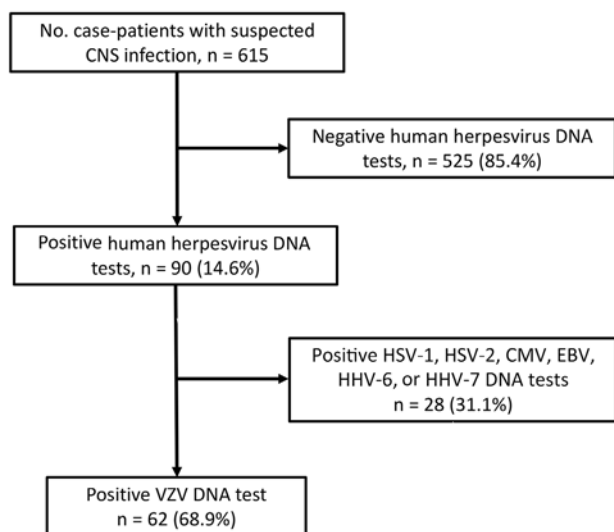 No. case-patients with suspected
CNS infection, n = 615
Negative human herpesvirus DNA
tests, n = 525 (85.4%)
Positive human herpesvirus DNA
tests, n = 90 (14.6%)
Positive HSV-1, HSV-2, CMV, EBV,
HHV-6, or HHV-7 DNA tests
n = 28 (31.1%)
Positive VZV DNA test
n = 62 (68.9%)